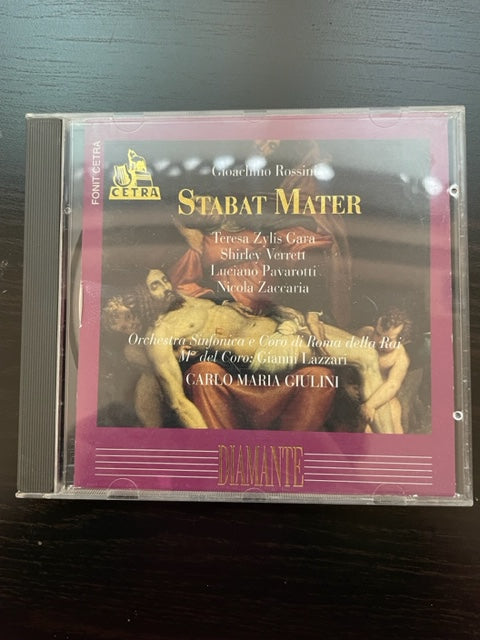 FONIT CETRA
CETRA
Gioachino Rossini
STABAT MATER
Teresa Zylis Gara
Shirley Verrett
Luciano Pavarotti
Nicola Zaccaria
Orchestra Sinfonica e Coro di Roma della Rai
M° del Coro: Gianni Lazzari
CARLO MARIA GIULINI
DIAMANTE